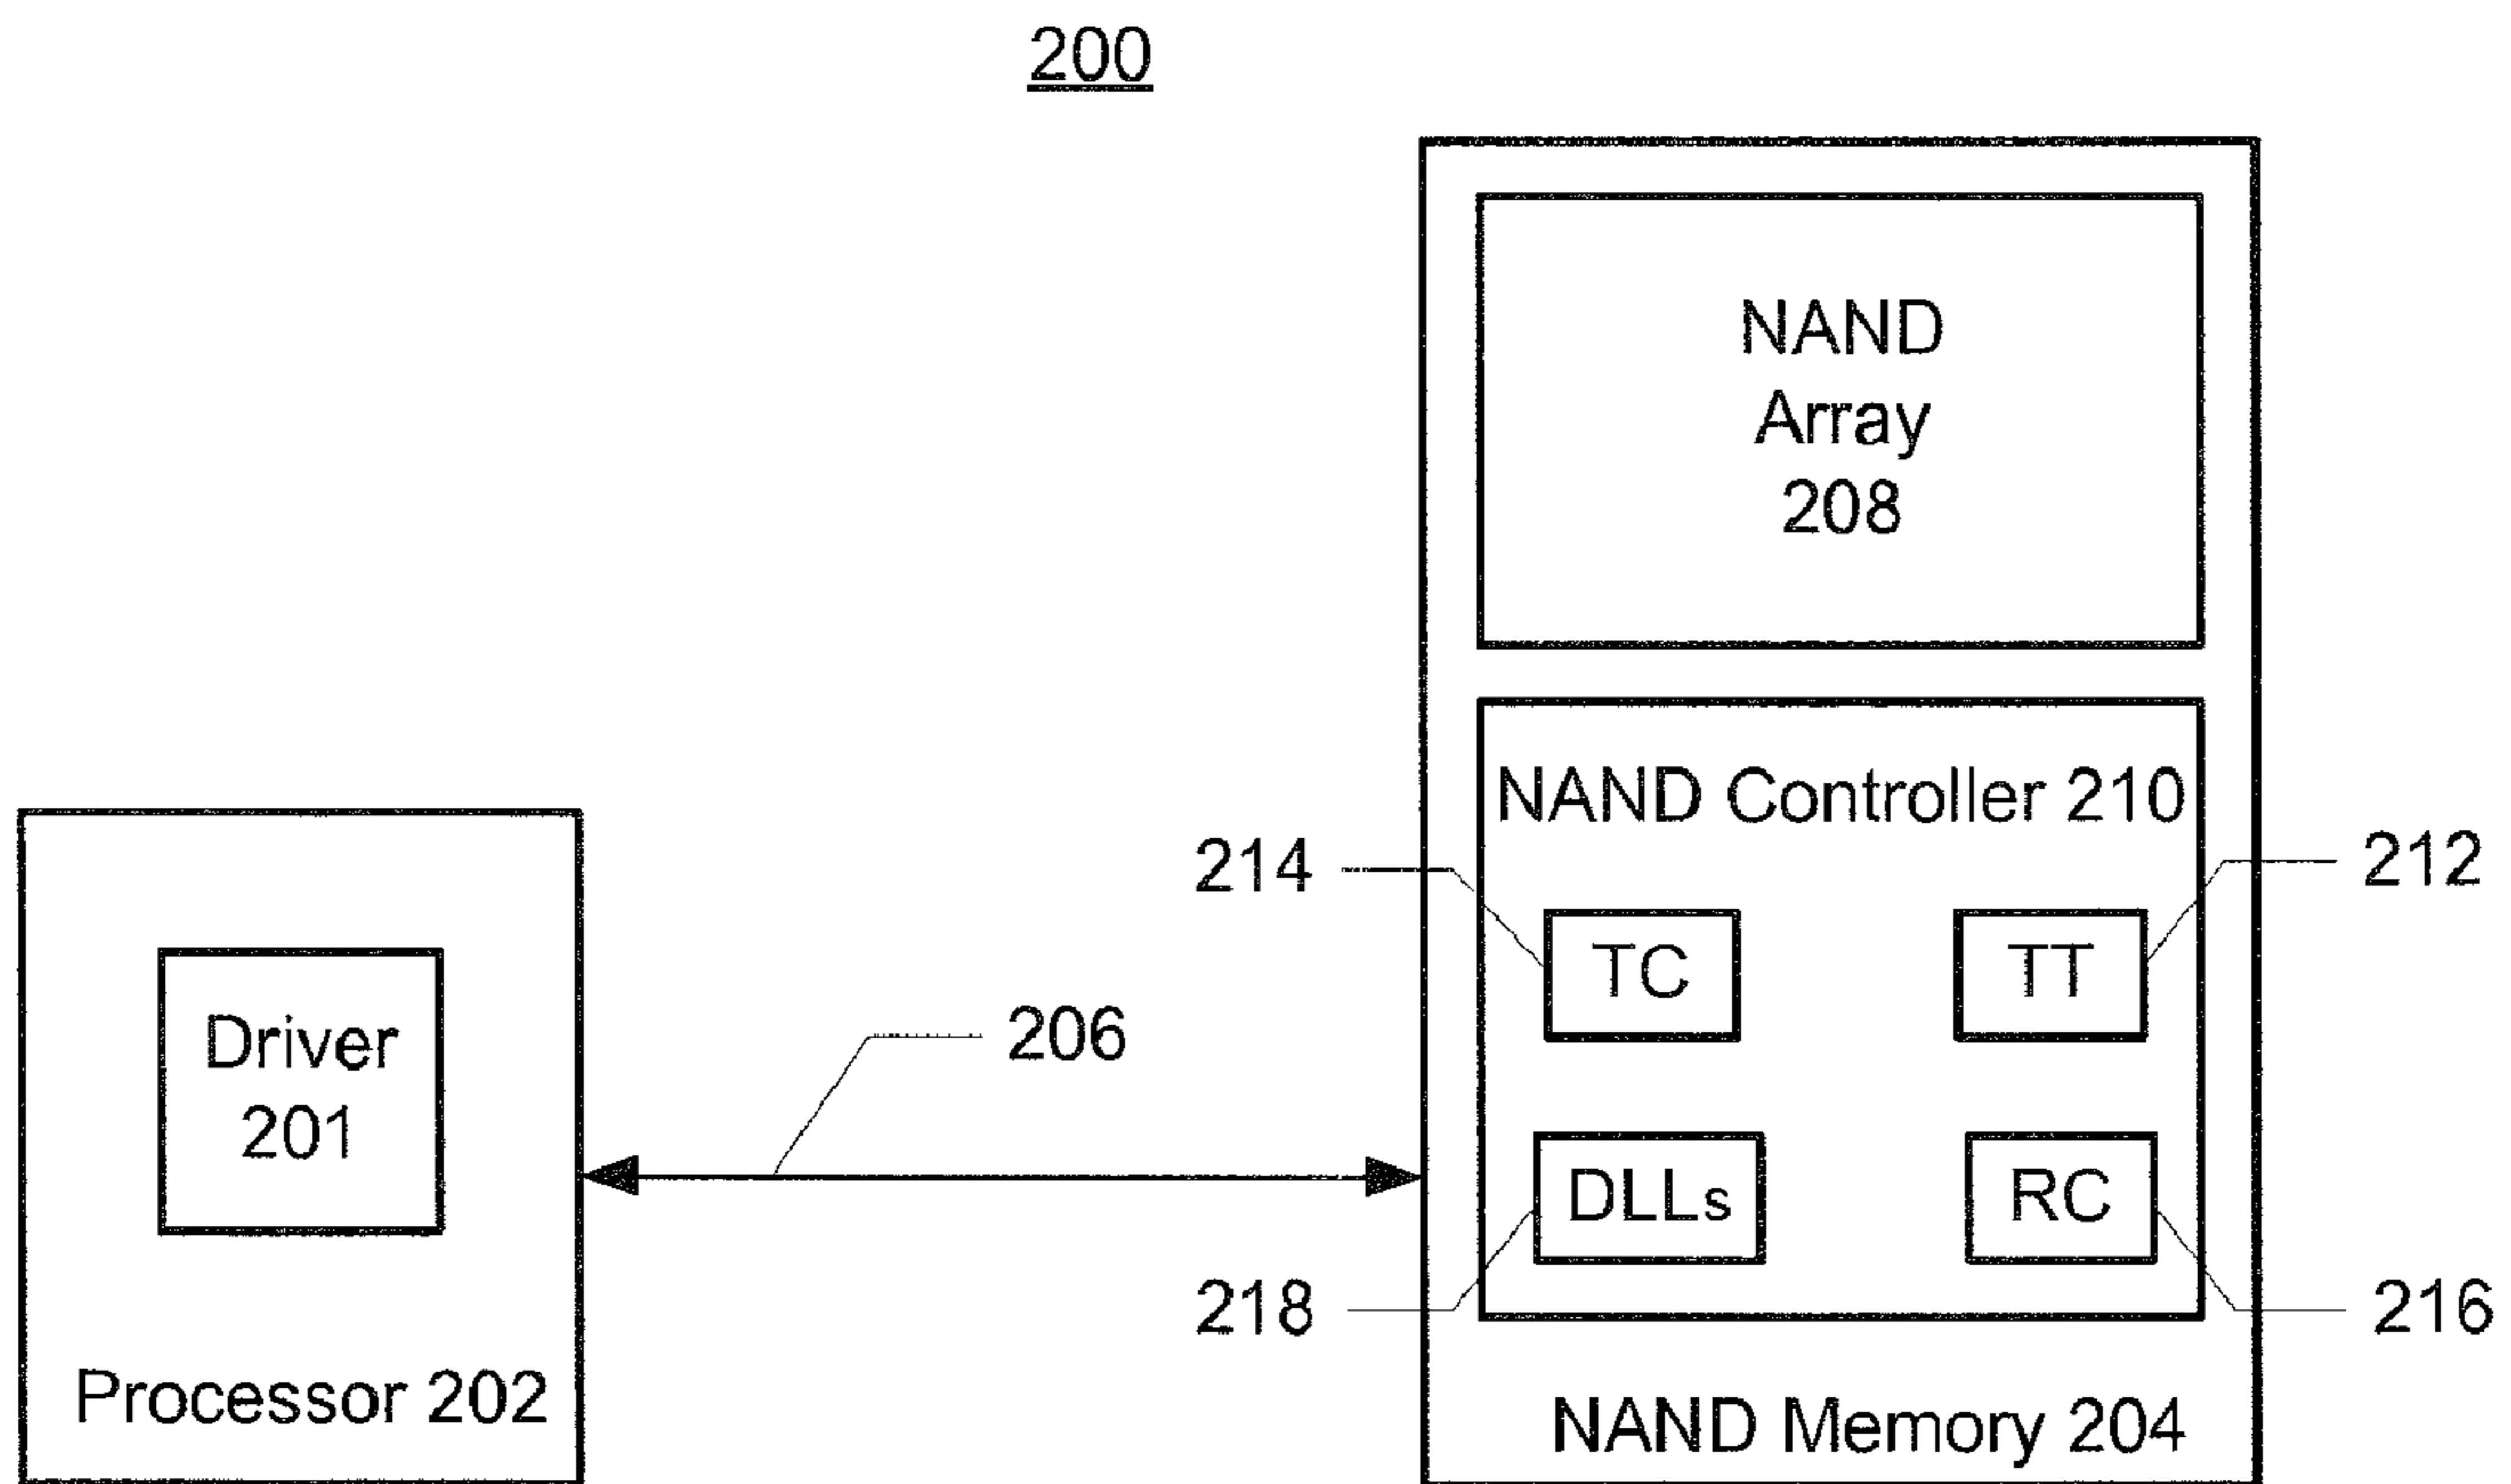 200
NAND
Array
208
NAND Controller 210
214
212
TC
TT
Driver
201
206
DLLs
RC
218
216
Processor 202
NAND Memory 204